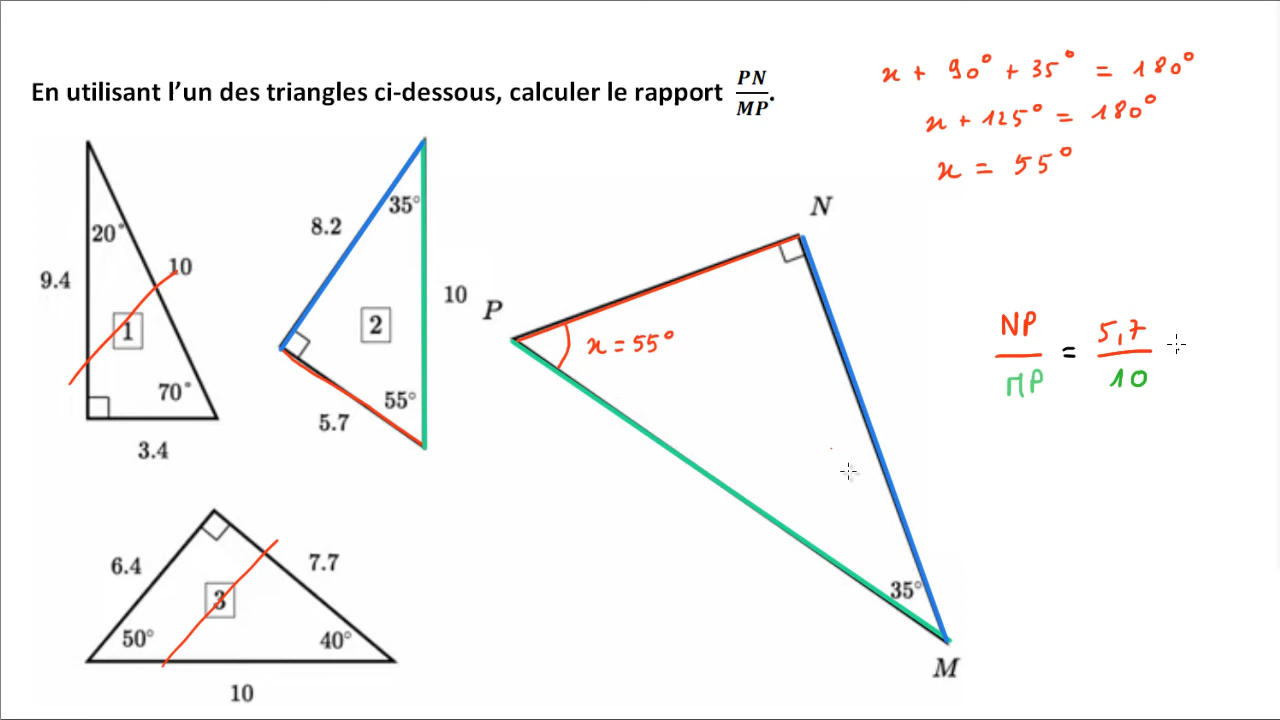 En utilisant l’un des triangles ci-dessous, calculer le rapport PN/MP.
x + 90° + 35° = 180°
x + 125° = 180°
x = 55°
20°
9.4
10
1
70°
3.4
8.2
35°
2
10
55°
5.7
N
P
x = 55°
35°
M
NP/MP = 5,7/10
6.4
7.7
3
50°
40°
10